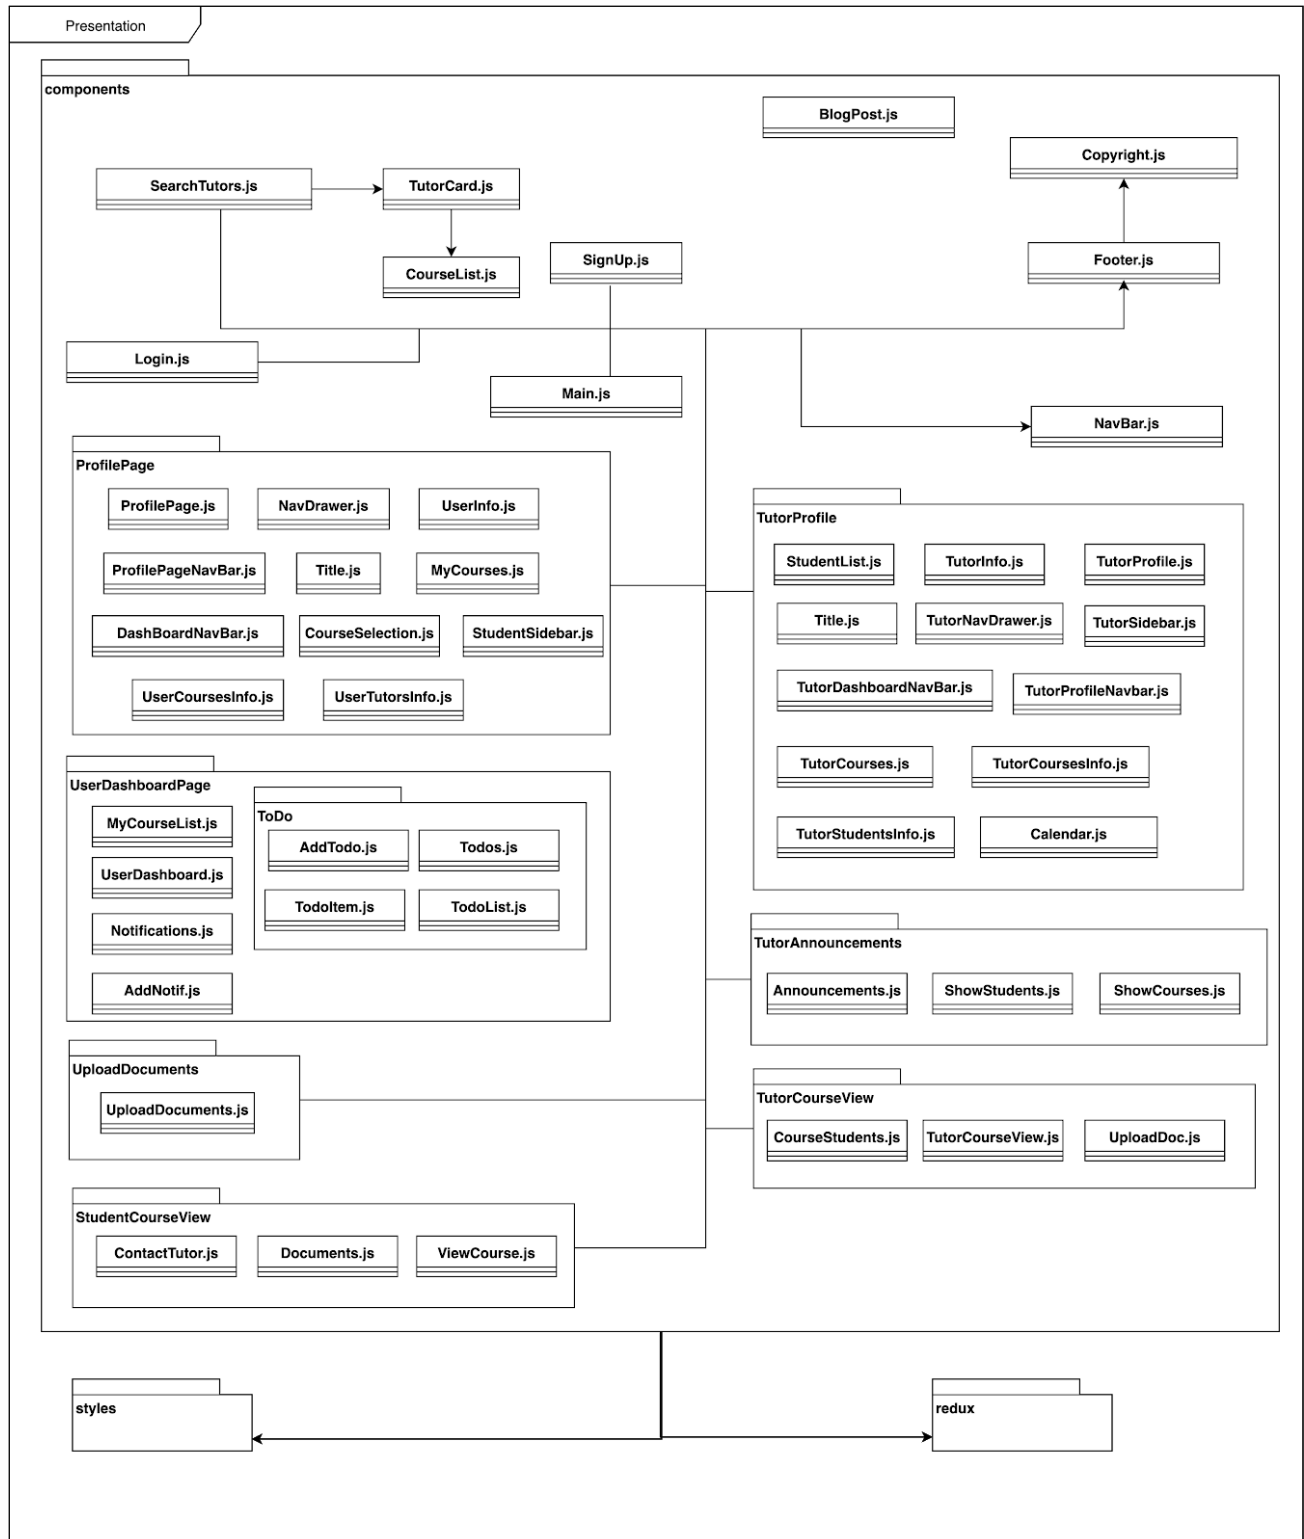 Presentation
components
BlogPost.js
Copyright.js
SearchTutors.js
TutorCard.js
SignUp.js
Footer.js
CourseList.js
Login.js
Main.js
NavBar.js
ProfilePage
ProfilePage.js
NavDrawer.js
UserInfo.js
ProfilePageNavBar.js
Title.js
MyCourses.js
DashBoardNavBar.js
CourseSelection.js
StudentSidebar.js
UserCoursesInfo.js
UserTutorsInfo.js
TutorProfile
StudentList.js
TutorInfo.js
TutorProfile.js
Title.js
TutorNavDrawer.js
TutorSidebar.js
TutorDashboardNavBar.js
TutorProfileNavbar.js
TutorCourses.js
TutorCoursesInfo.js
TutorStudentsInfo.js
Calendar.js
UserDashboardPage
MyCourseList.js
UserDashboard.js
Notifications.js
AddNotif.js
ToDo
AddTodo.js
Todos.js
TodoItem.js
TodoList.js
TutorAnnouncements
Announcements.js
ShowStudents.js
ShowCourses.js
UploadDocuments
UploadDocuments.js
TutorCourseView
CourseStudents.js
TutorCourseView.js
UploadDoc.js
StudentCourseView
ContactTutor.js
Documents.js
ViewCourse.js
styles
redux